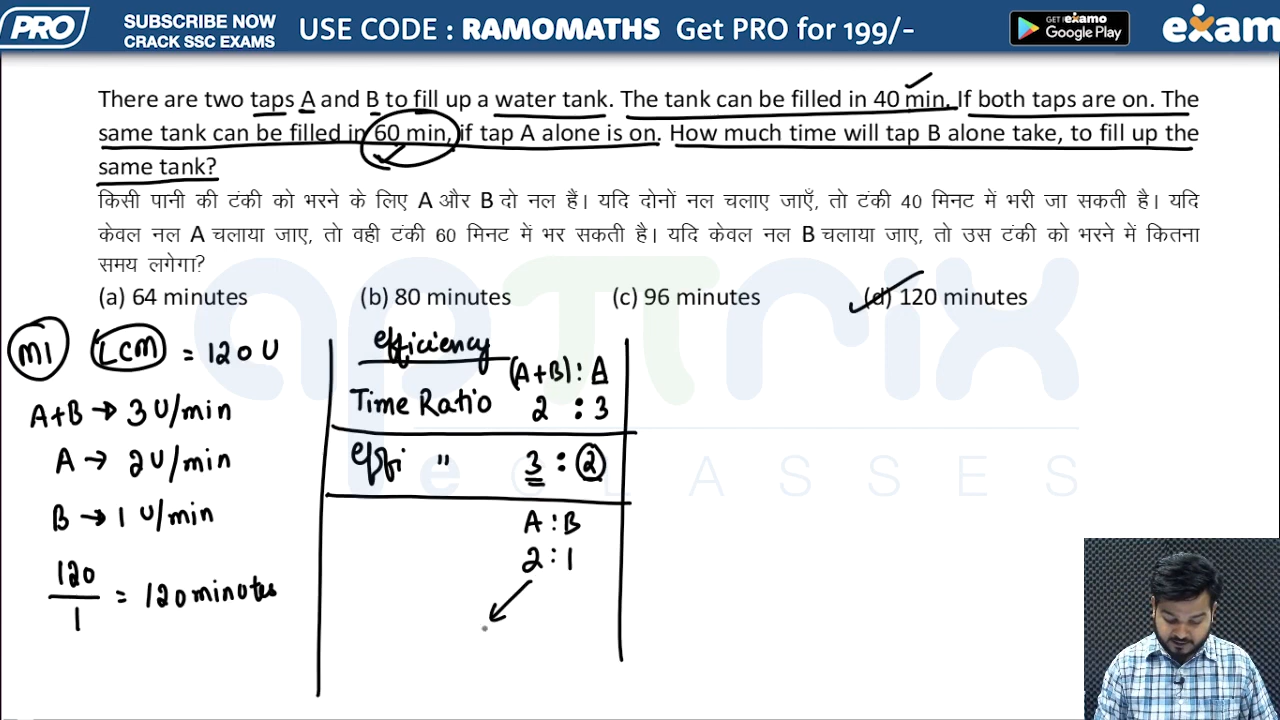 PRO
SUBSCRIBE NOW
CRACK SSC EXAMS
USE CODE : RAMOMATHS Get PRO for 199/-
GET IT ON examo
Google Play
exam
There are two taps A and B to fill up a water tank. The tank can be filled in 40 min. If both taps are on. The
same tank can be filled in 60 min, if tap A alone is on. How much time will tap B alone take, to fill up the
same tank?
किसी पानी की टंकी को भरने के लिए A और B दो नल हैं। यदि दोनों नल चलाए जाएँ, तो टंकी 40 मिनट में भरी जा सकती है। यदि
केवल नल A चलाया जाए, तो वही टंकी 60 मिनट में भर सकती है। यदि केवल नल B चलाया जाए, तो उस टंकी को भरने में कितना
समय लगेगा?
(a) 64 minutes (b) 80 minutes (c) 96 minutes (d) 120 minutes
M1 LCM = 120 U
A+B → 3 U/min
A → 2U/min
B → 1 U/min
120
1
= 120 minutes
efficiency
(A+B) : A
Time Ratio 2 : 3
effi " 3 : 2
A : B
2 : 1
apπrix
e CLASSES